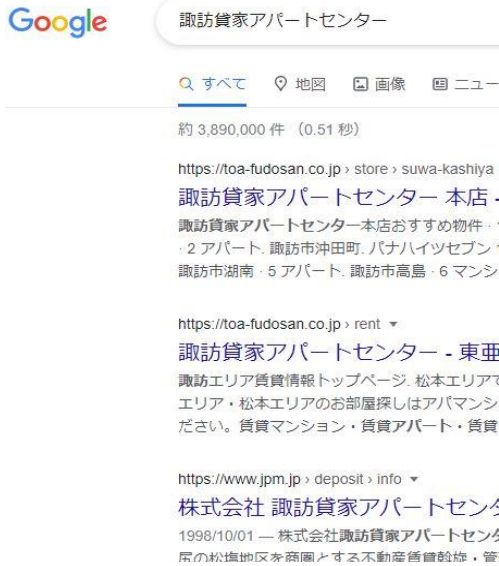 Google
諏訪貸家アパートセンター
すべて 地図 画像 ニュー
約 3,890,000 件 （0.51 秒）
https://toa-fudosan.co.jp › store › suwa-kashiya
諏訪貸家アパートセンター 本店 -
諏訪貸家アパートセンター本店おすすめ物件 ·
· 2 アパート. 諏訪市沖田町. パナハイツセブン
諏訪市湖南 · 5 アパート. 諏訪市高島 · 6 マンシ
https://toa-fudosan.co.jp › rent
諏訪貸家アパートセンター - 東亜
諏訪エリア賃貸情報トップページ. 松本エリアで
エリア・松本エリアのお部屋探しはアパマンシ
ださい。賃貸マンション・賃貸アパート・賃貸
https://www.jpm.jp › deposit › info
株式会社 諏訪貸家アパートセンタ
1998/10/01 — 株式会社諏訪貸家アパートセンタ
尻の松塩地区を商圏とする不動産賃貸斡旋・管